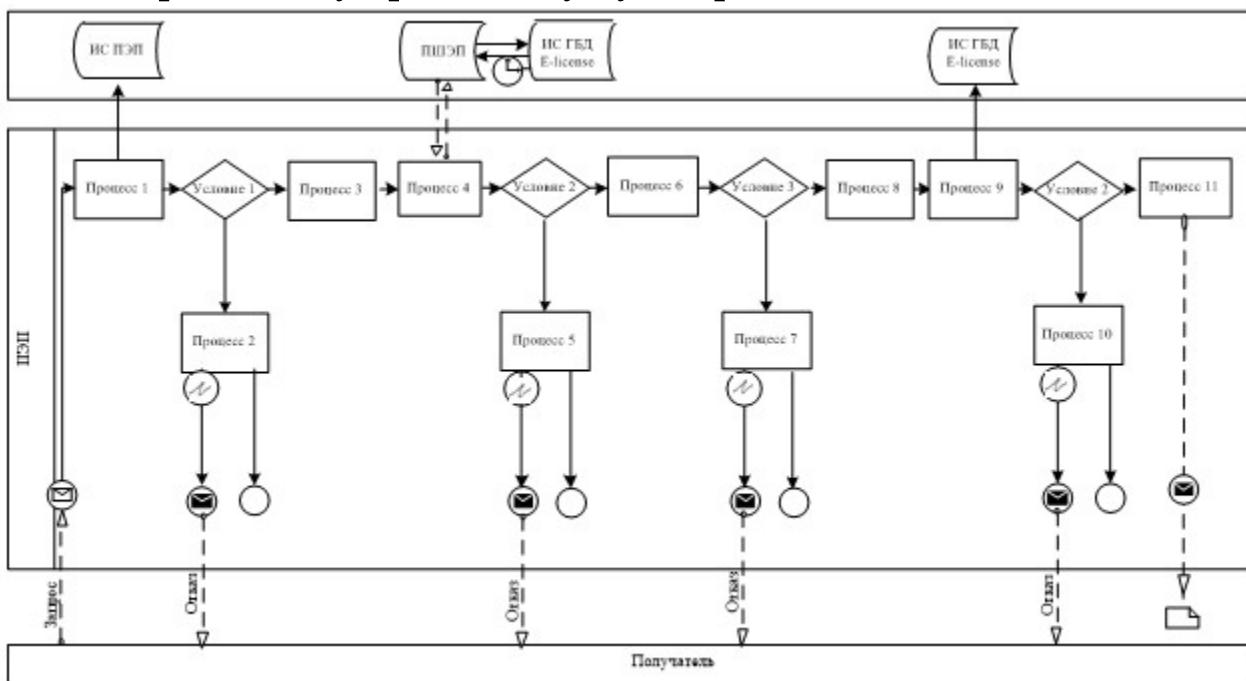 ИС ПЭП
ПШЭП
ИС ГБД
E-license
ИС ГБД
E-license
Процесс 1
Условие 1
Процесс 3
Процесс 4
Условие 2
Процесс 6
Условие 3
Процесс 8
Процесс 9
Условие 2
Процесс 11
ПЭП
Процесс 2
Процесс 5
Процесс 7
Процесс 10
Запрос
Отказ
Отказ
Отказ
Отказ
Получатель